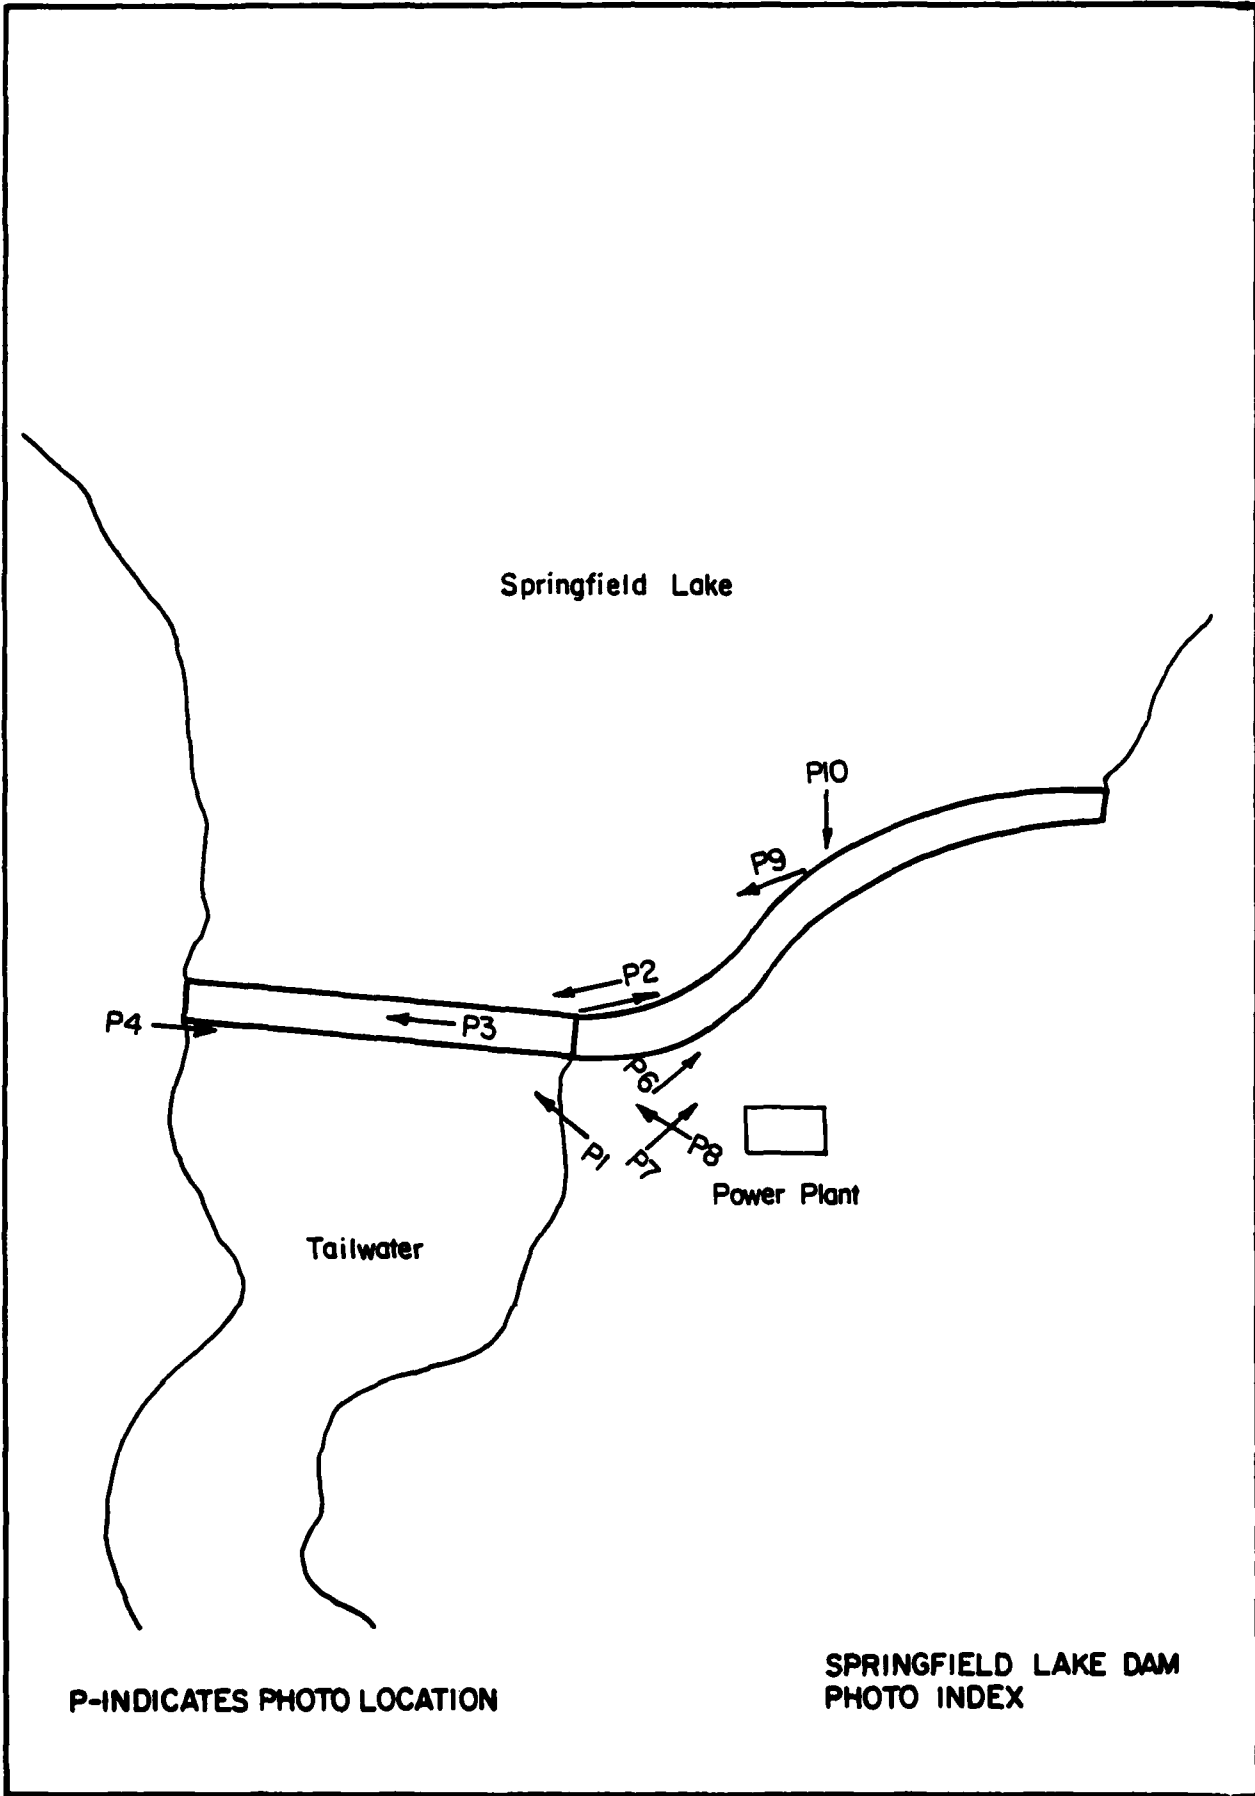 Springfield Lake
P10
P9
P2
P3
P4
P6
P1
P7
P8
Power Plant
Tailwater
P-INDICATES PHOTO LOCATION
SPRINGFIELD LAKE DAM
PHOTO INDEX